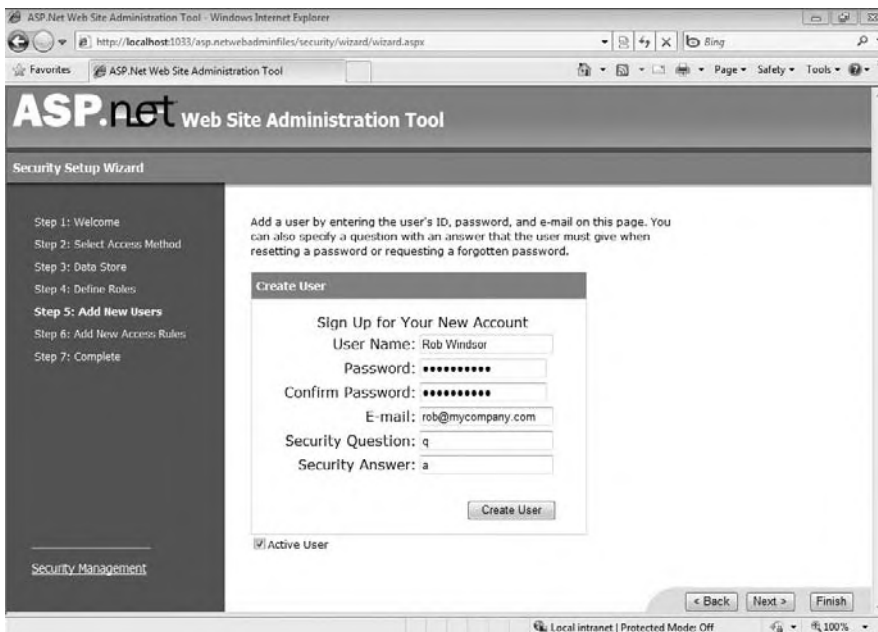 ASP.Net Web Site Administration Tool - Windows Internet Explorer
http://localhost:1033/asp.netwebadminfiles/security/wizard/wizard.aspx
Bing
Favorites
ASP.Net Web Site Administration Tool
Page
Safety
Tools
ASP.net Web Site Administration Tool
Security Setup Wizard
Step 1: Welcome
Step 2: Select Access Method
Step 3: Data Store
Step 4: Define Roles
Step 5: Add New Users
Step 6: Add New Access Rules
Step 7: Complete
Security Management
Add a user by entering the user's ID, password, and e-mail on this page. You
can also specify a question with an answer that the user must give when
resetting a password or requesting a forgotten password.
Create User
Sign Up for Your New Account
User Name: Rob Windsor
Password: ••••••••••
Confirm Password: ••••••••••
E-mail: rob@mycompany.com
Security Question: q
Security Answer: a
Create User
Active User
< Back
Next >
Finish
Local intranet | Protected Mode: Off
100%